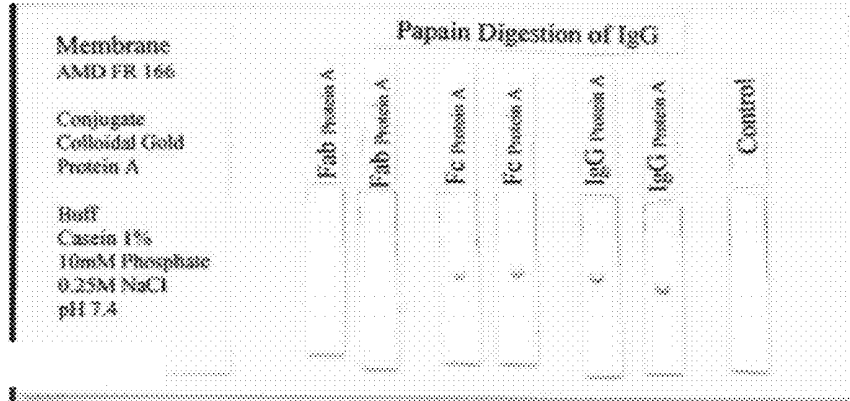 Papain Digestion of IgG
Membrane
AMD FR 166
Conjugate
Colloidal Gold
Protein A
Buff
Casein 1%
10mM Phosphate
0.25M NaCl
pH 7.4
Fab Protein A
Fab Protein A
Fc Protein A
Fc Protein A
IgG Protein A
IgG Protein A
Control